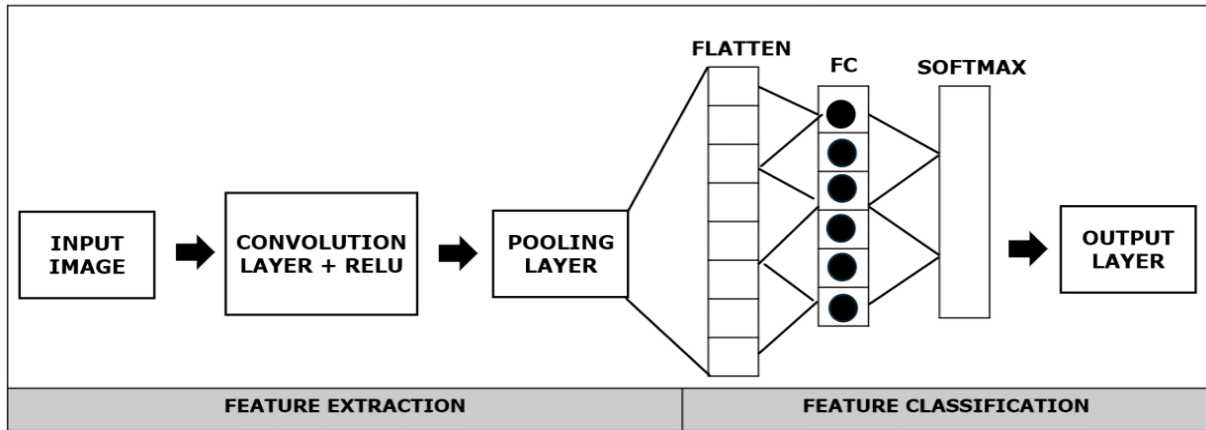 FLATTEN
FC
SOFTMAX
INPUT
IMAGE
CONVOLUTION
LAYER + RELU
POOLING
LAYER
OUTPUT
LAYER
FEATURE EXTRACTION
FEATURE CLASSIFICATION